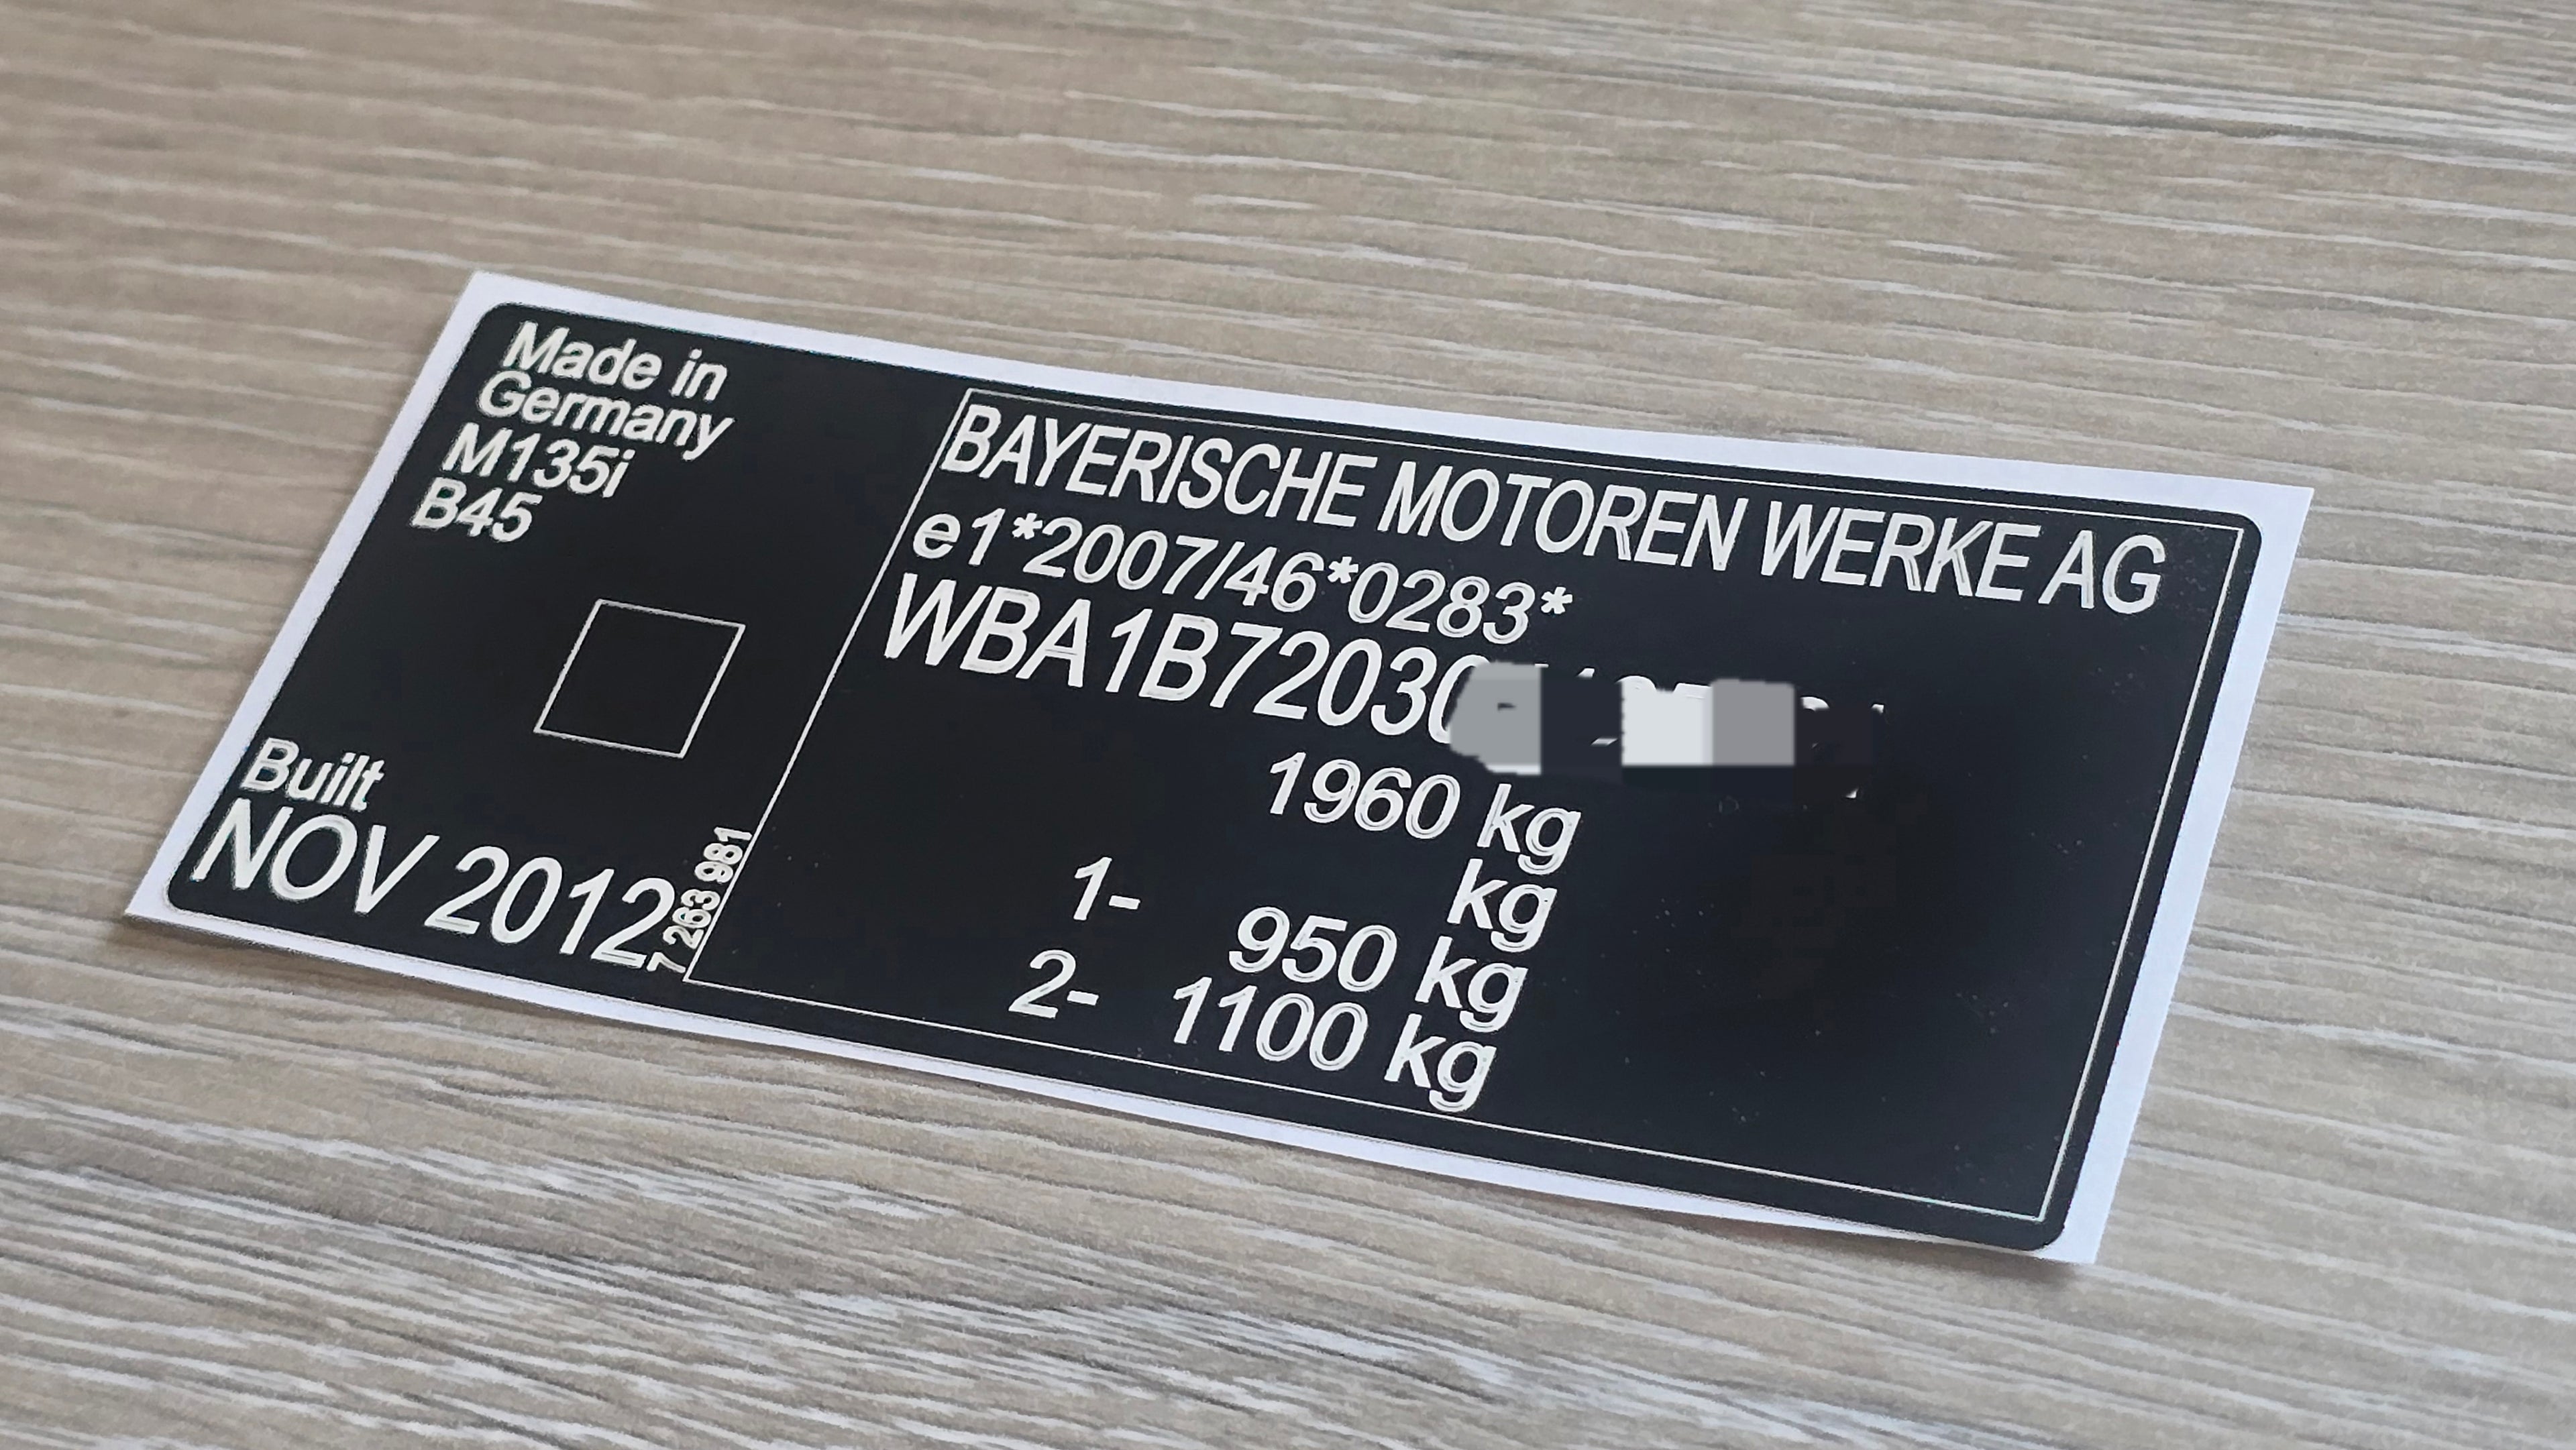 Made in
Germany
M135i
B45
Built
NOV 2012
7 263 981
BAYERISCHE MOTOREN WERKE AG
e1*2007/46*0283*
WBA1B72030
1960 kg
kg
1- 950 kg
2- 1100 kg